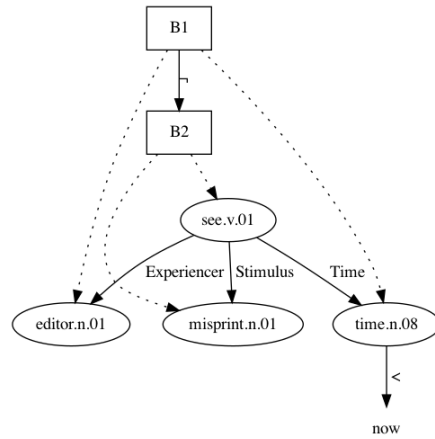 B1
¬
B2
see.v.01
Experiencer Stimulus Time
editor.n.01 misprint.n.01 time.n.08
<
now